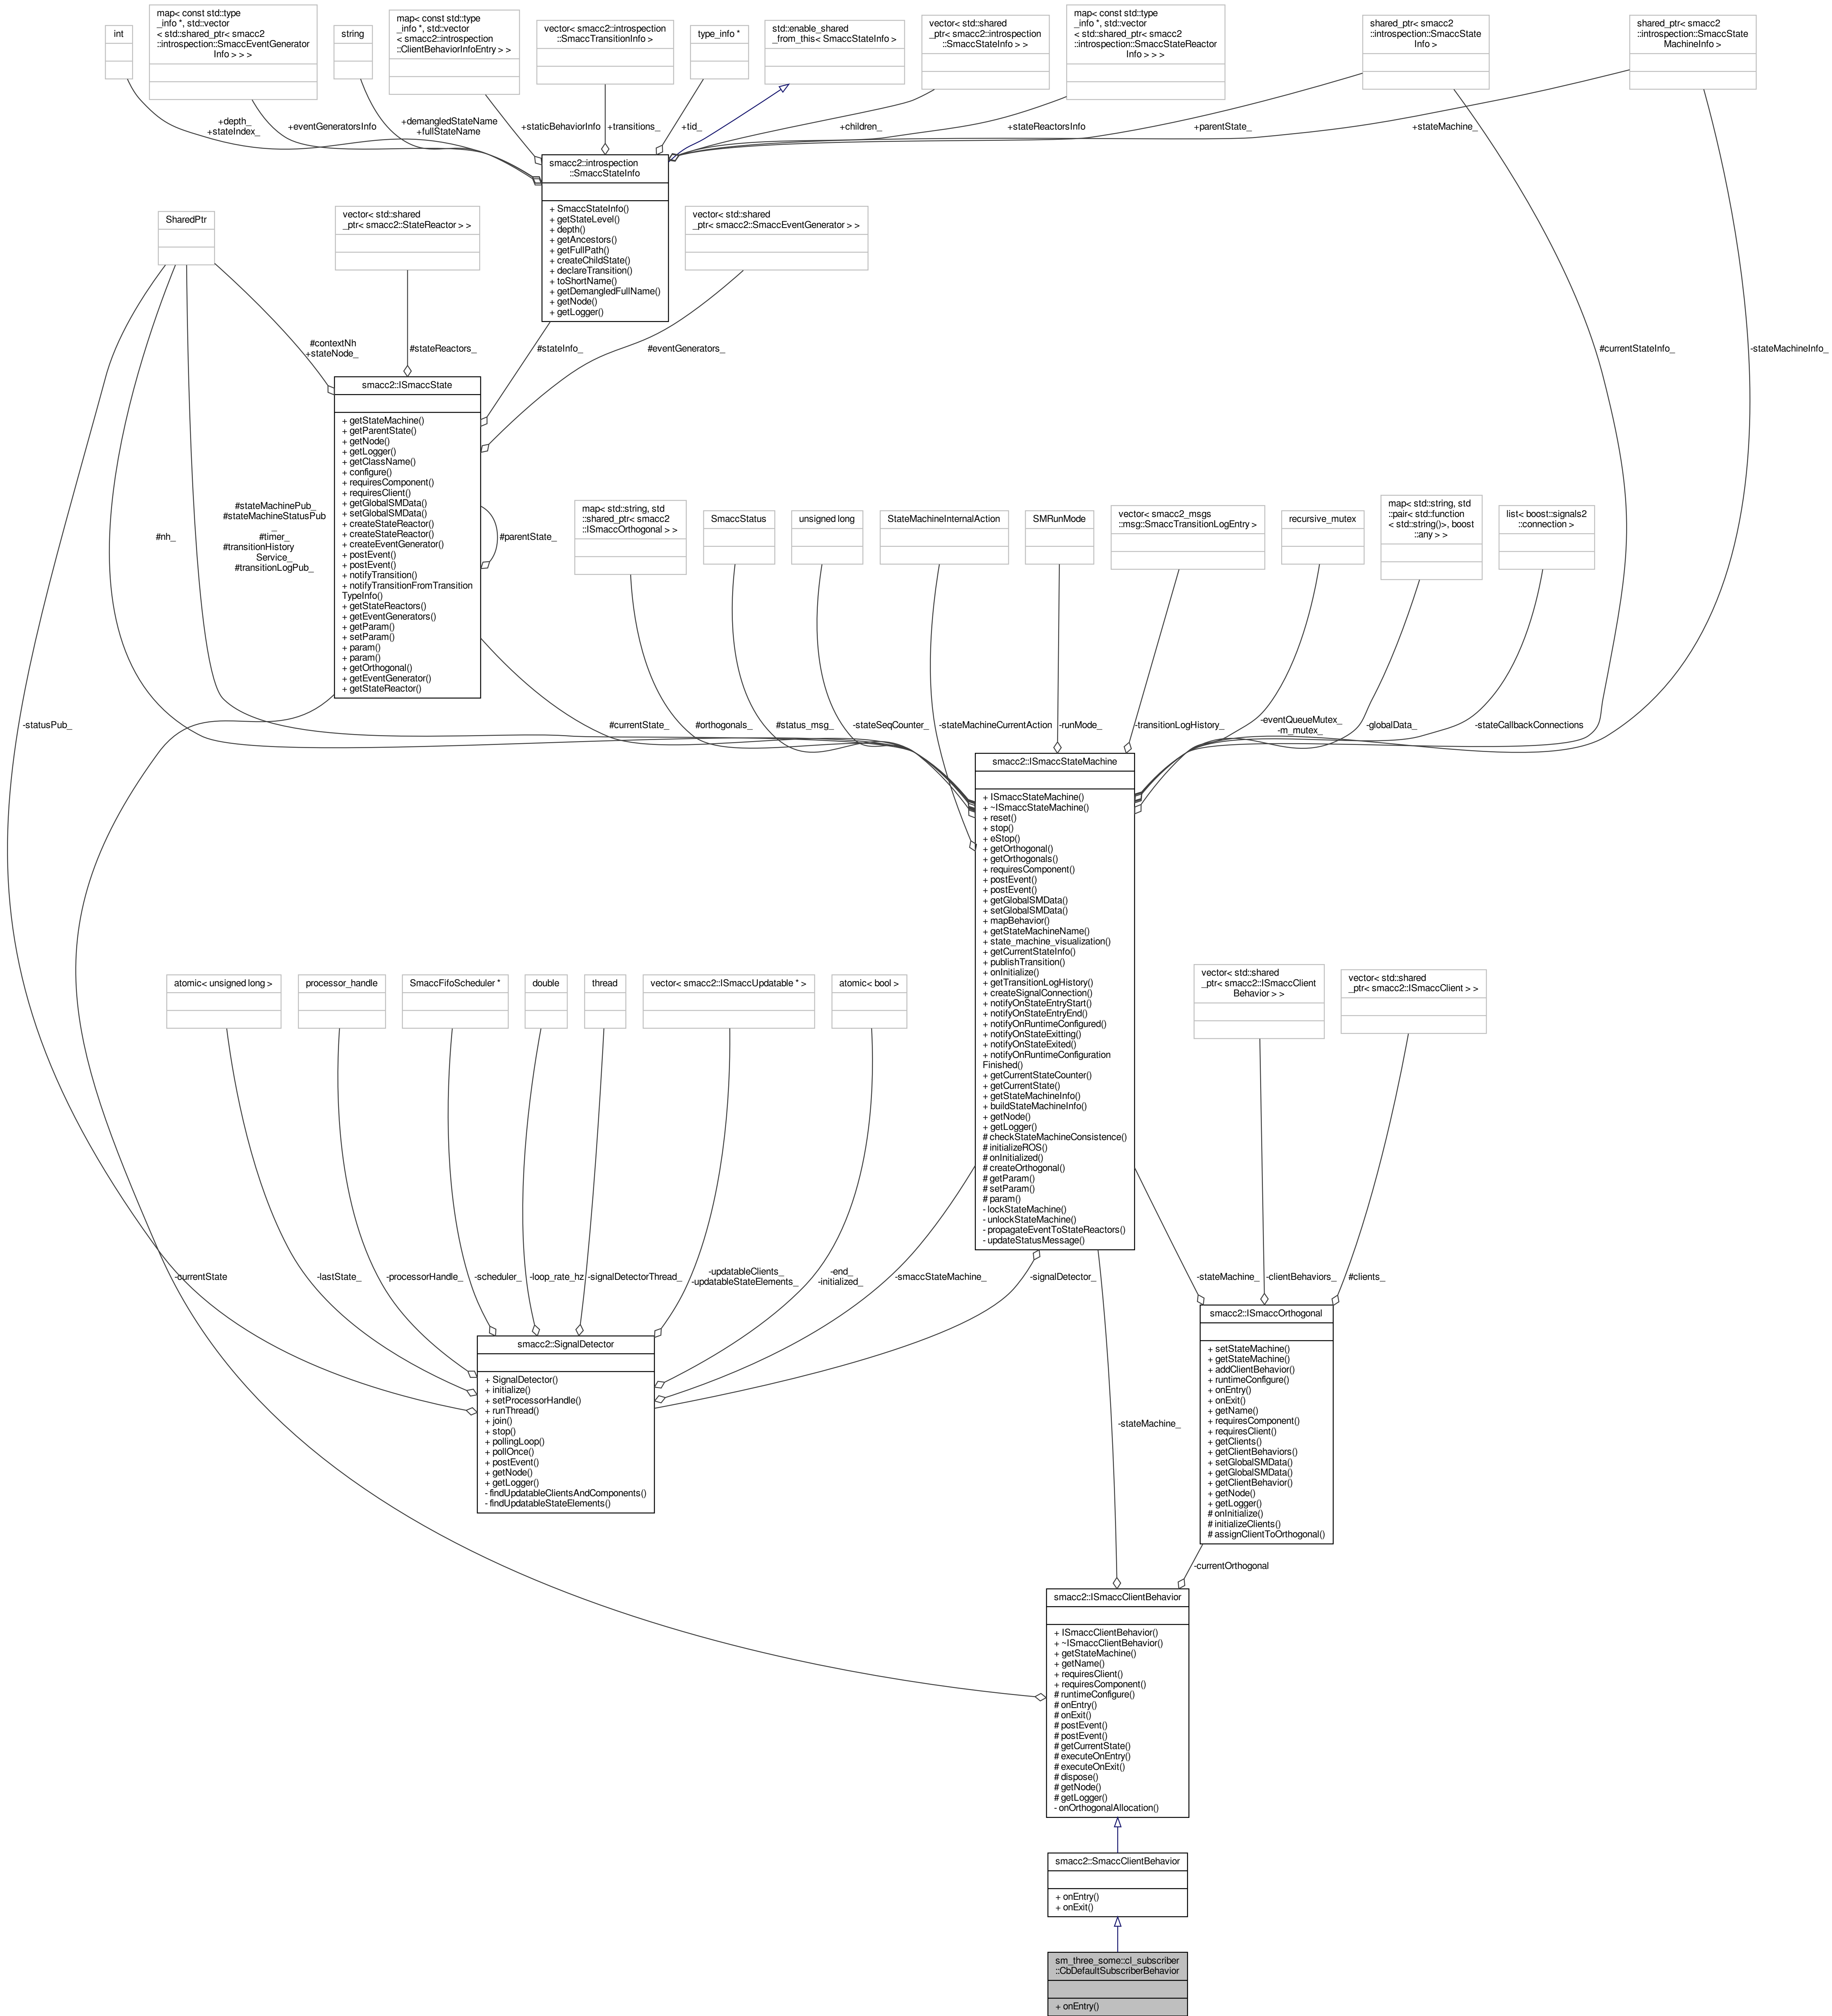 int
map< const std::type
_info *, std::vector
< std::shared_ptr< smacc2
::introspection::SmaccEventGenerator
Info > > >
string
map< const std::type
_info *, std::vector
< smacc2::introspection
::ClientBehaviorInfoEntry > >
vector< smacc2::introspection
::SmaccTransitionInfo >
type_info *
std::enable_shared
_from_this< SmaccStateInfo >
vector< std::shared
_ptr< smacc2::introspection
::SmaccStateInfo > >
map< const std::type
_info *, std::vector
< std::shared_ptr< smacc2
::introspection::SmaccStateReactor
Info > > >
shared_ptr< smacc2
::introspection::SmaccState
Info >
shared_ptr< smacc2
::introspection::SmaccState
MachineInfo >
+depth_
+stateIndex_
+eventGeneratorsInfo
+demangledStateName
+fullStateName
+staticBehaviorInfo
+transitions_
+tid_
+children_
+stateReactorsInfo
+parentState_
+stateMachine_
smacc2::introspection
::SmaccStateInfo
+ SmaccStateInfo()
+ getStateLevel()
+ depth()
+ getAncestors()
+ getFullPath()
+ createChildState()
+ declareTransition()
+ toShortName()
+ getDemangledFullName()
+ getNode()
+ getLogger()
SharedPtr
vector< std::shared
_ptr< smacc2::StateReactor > >
vector< std::shared
_ptr< smacc2::SmaccEventGenerator > >
#contextNh
+stateNode_
#stateReactors_
#stateInfo_
#eventGenerators_
#currentStateInfo_
-stateMachineInfo_
smacc2::ISmaccState
+ getStateMachine()
+ getParentState()
+ getNode()
+ getLogger()
+ getClassName()
+ configure()
+ requiresComponent()
+ requiresClient()
+ getGlobalSMData()
+ setGlobalSMData()
+ createStateReactor()
+ createStateReactor()
+ createEventGenerator()
+ postEvent()
+ postEvent()
+ notifyTransition()
+ notifyTransitionFromTransition
TypeInfo()
+ getStateReactors()
+ getEventGenerators()
+ getParam()
+ setParam()
+ param()
+ param()
+ getOrthogonal()
+ getEventGenerator()
+ getStateReactor()
#parentState_
#nh_
#stateMachinePub_
#stateMachineStatusPub
_
#timer_
#transitionHistory
Service_
#transitionLogPub_
map< std::string, std
::shared_ptr< smacc2
::ISmaccOrthogonal > >
SmaccStatus
unsigned long
StateMachineInternalAction
SMRunMode
vector< smacc2_msgs
::msg::SmaccTransitionLogEntry >
recursive_mutex
map< std::string, std
::pair< std::function
< std::string()>, boost
::any > >
list< boost::signals2
::connection >
-statusPub_
#currentState_
#orthogonals_
#status_msg_
-stateSeqCounter_
-stateMachineCurrentAction
-runMode_
-transitionLogHistory_
-eventQueueMutex_
-m_mutex_
-globalData_
-stateCallbackConnections
smacc2::ISmaccStateMachine
+ ISmaccStateMachine()
+ ~ISmaccStateMachine()
+ reset()
+ stop()
+ eStop()
+ getOrthogonal()
+ getOrthogonals()
+ requiresComponent()
+ postEvent()
+ postEvent()
+ getGlobalSMData()
+ setGlobalSMData()
+ mapBehavior()
+ getStateMachineName()
+ state_machine_visualization()
+ getCurrentStateInfo()
+ publishTransition()
+ onInitialize()
+ getTransitionLogHistory()
+ createSignalConnection()
+ notifyOnStateEntryStart()
+ notifyOnStateEntryEnd()
+ notifyOnRuntimeConfigured()
+ notifyOnStateExitting()
+ notifyOnStateExited()
+ notifyOnRuntimeConfiguration
Finished()
+ getCurrentStateCounter()
+ getCurrentState()
+ getStateMachineInfo()
+ buildStateMachineInfo()
+ getNode()
+ getLogger()
# checkStateMachineConsistence()
# initializeROS()
# onInitialized()
# createOrthogonal()
# getParam()
# setParam()
# param()
- lockStateMachine()
- unlockStateMachine()
- propagateEventToStateReactors()
- updateStatusMessage()
atomic< unsigned long >
processor_handle
SmaccFifoScheduler *
double
thread
vector< smacc2::ISmaccUpdatable * >
atomic< bool >
vector< std::shared
_ptr< smacc2::ISmaccClient
Behavior > >
vector< std::shared
_ptr< smacc2::ISmaccClient > >
-currentState
-lastState_
-processorHandle_
-scheduler_
-loop_rate_hz
-signalDetectorThread_
-updatableClients_
-updatableStateElements_
-end_
-initialized_
-smaccStateMachine_
-signalDetector_
-stateMachine_
-clientBehaviors_
#clients_
smacc2::SignalDetector
+ SignalDetector()
+ initialize()
+ setProcessorHandle()
+ runThread()
+ join()
+ stop()
+ pollingLoop()
+ pollOnce()
+ postEvent()
+ getNode()
+ getLogger()
- findUpdatableClientsAndComponents()
- findUpdatableStateElements()
smacc2::ISmaccOrthogonal
+ setStateMachine()
+ getStateMachine()
+ addClientBehavior()
+ runtimeConfigure()
+ onEntry()
+ onExit()
+ getName()
+ requiresComponent()
+ requiresClient()
+ getClients()
+ getClientBehaviors()
+ setGlobalSMData()
+ getGlobalSMData()
+ getClientBehavior()
+ getNode()
+ getLogger()
# onInitialize()
# initializeClients()
# assignClientToOrthogonal()
-stateMachine_
-currentOrthogonal
smacc2::ISmaccClientBehavior
+ ISmaccClientBehavior()
+ ~ISmaccClientBehavior()
+ getStateMachine()
+ getName()
+ requiresClient()
+ requiresComponent()
# runtimeConfigure()
# onEntry()
# onExit()
# postEvent()
# postEvent()
# getCurrentState()
# executeOnEntry()
# executeOnExit()
# dispose()
# getNode()
# getLogger()
- onOrthogonalAllocation()
smacc2::SmaccClientBehavior
+ onEntry()
+ onExit()
sm_three_some::cl_subscriber
::CbDefaultSubscriberBehavior
+ onEntry()